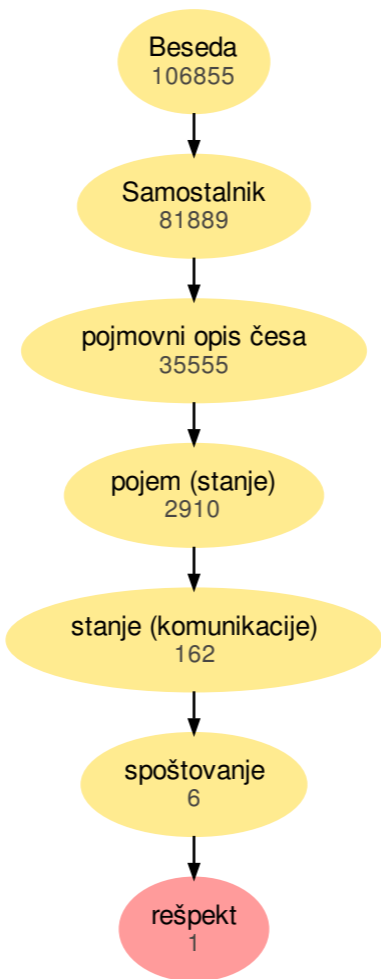 Beseda
106855
Samostalnik
81889
pojmovni opis česa
35555
pojem (stanje)
2910
stanje (komunikacije)
162
spoštovanje
6
rešpekt
1